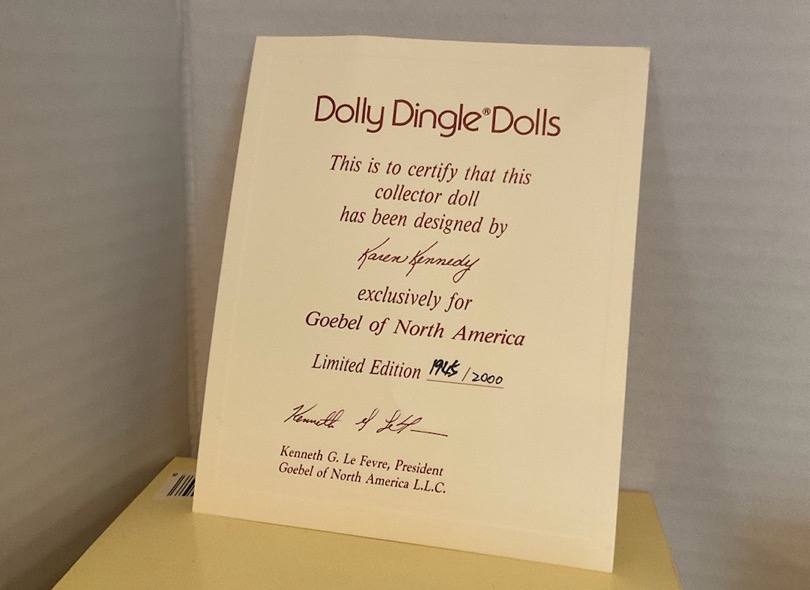 Dolly Dingle® Dolls
This is to certify that this
collector doll
has been designed by
Karen Kennedy
exclusively for
Goebel of North America
Limited Edition /2000
Kenneth G. Le Fevre, President
Goebel of North America L.L.C.